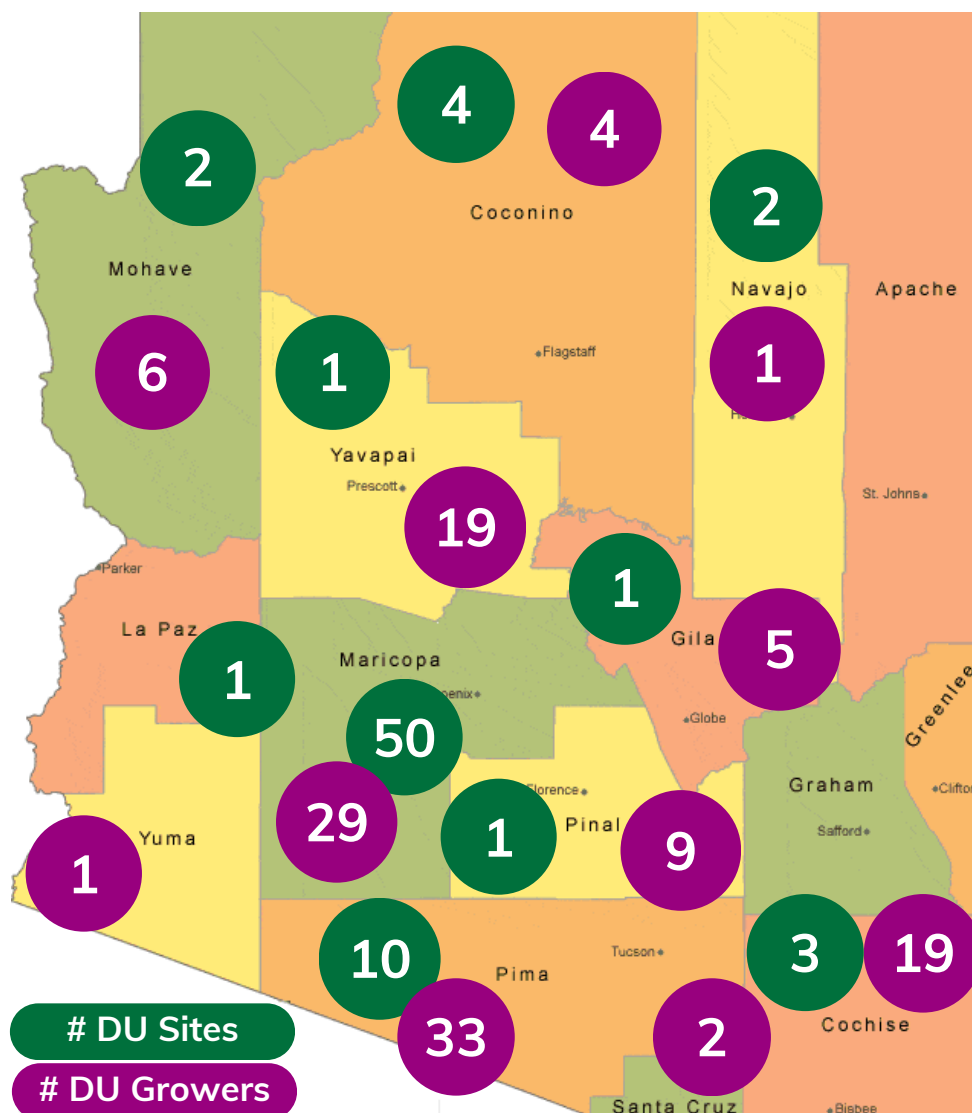 4
4
2
2
Coconino
Mohave
Navajo
Apache
Flagstaff
1
6
1
Yavapai
Prescott
St. Johns
19
Parker
1
La Paz
Gila
5
Maricopa
1
Globe
50
Greenlee
Graham
Clifton
Florence
29
1
Pinal
Safford
Yuma
9
1
10
Pima
Tucson
3
19
Cochise
33
2
# DU Sites
# DU Growers
Santa Cruz
Bisbee